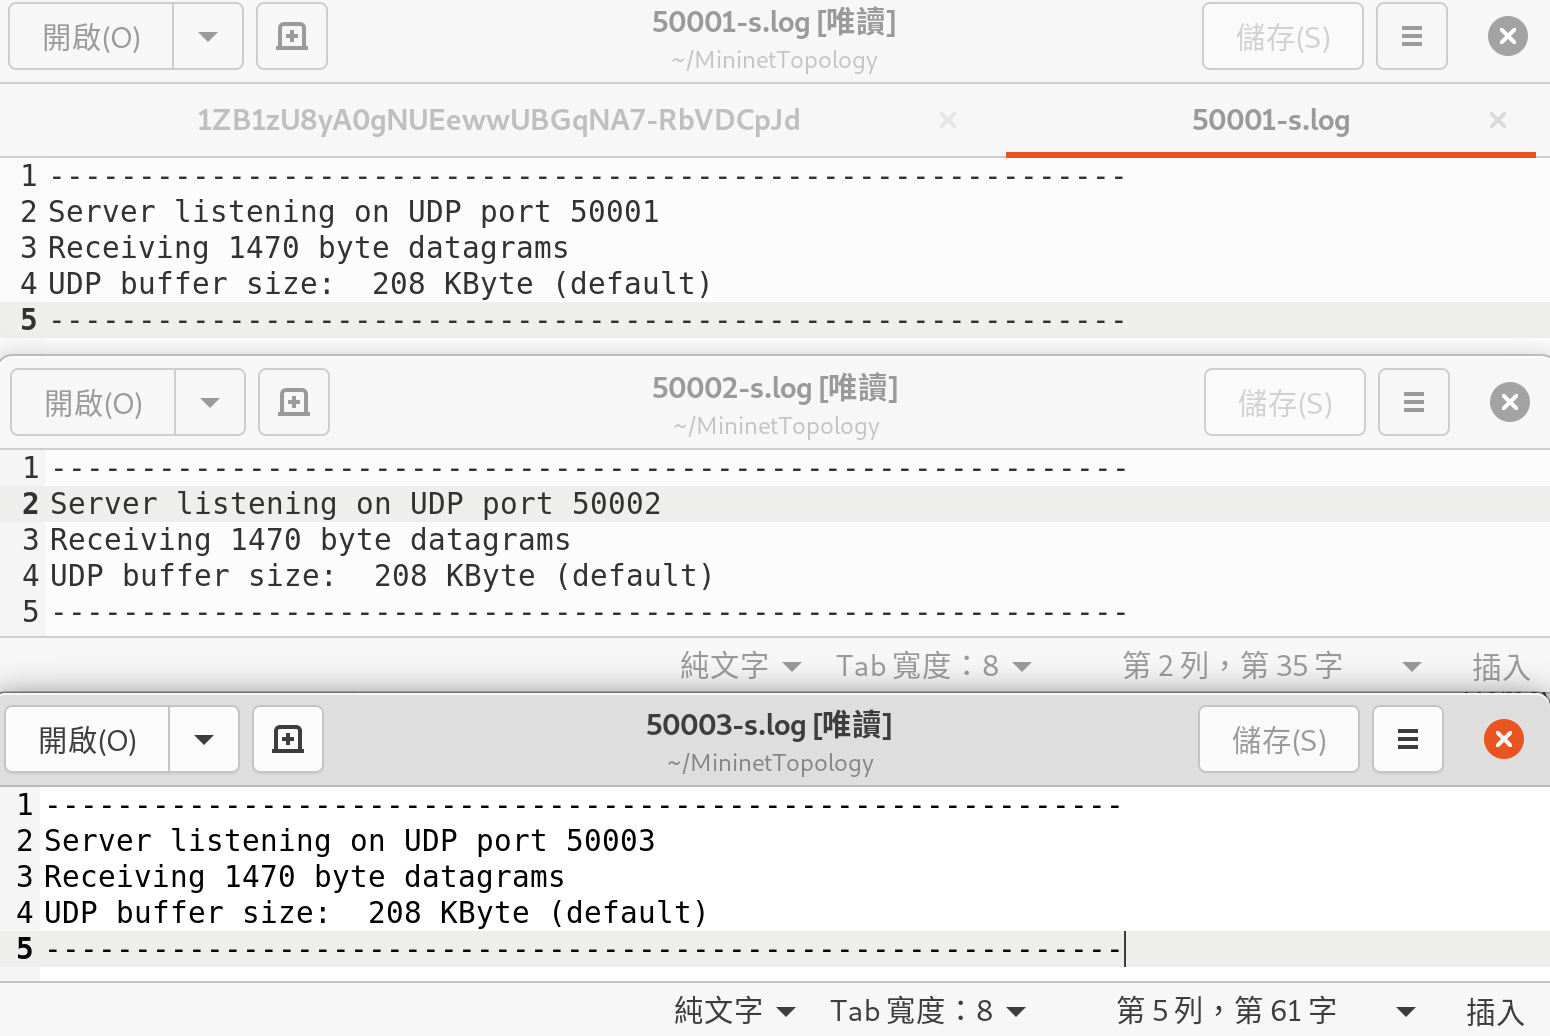 開啟(O)
50001-s.log [唯讀]
~/MininetTopology
儲存(S)
1ZB1zU8yA0gNUEewwUBGqNA7-RbVDCpJd
50001-s.log
1 ------------------------------------------------------------
2 Server listening on UDP port 50001
3 Receiving 1470 byte datagrams
4 UDP buffer size:  208 KByte (default)
5 ------------------------------------------------------------
開啟(O)
50002-s.log [唯讀]
~/MininetTopology
儲存(S)
1 ------------------------------------------------------------
2 Server listening on UDP port 50002
3 Receiving 1470 byte datagrams
4 UDP buffer size:  208 KByte (default)
5 ------------------------------------------------------------
純文字 Tab 寬度：8 第 2 列，第 35 字 插入
開啟(O)
50003-s.log [唯讀]
~/MininetTopology
儲存(S)
1 ------------------------------------------------------------
2 Server listening on UDP port 50003
3 Receiving 1470 byte datagrams
4 UDP buffer size:  208 KByte (default)
5 ------------------------------------------------------------
純文字 Tab 寬度：8 第 5 列，第 61 字 插入